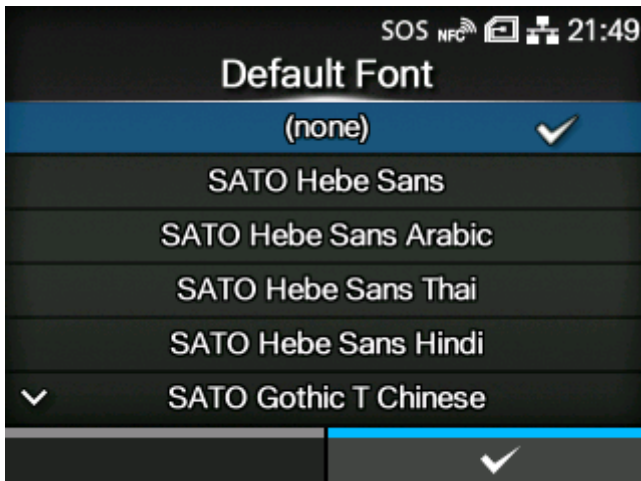 SOS NFC 21:49
Default Font
(none)
SATO Hebe Sans
SATO Hebe Sans Arabic
SATO Hebe Sans Thai
SATO Hebe Sans Hindi
SATO Gothic T Chinese